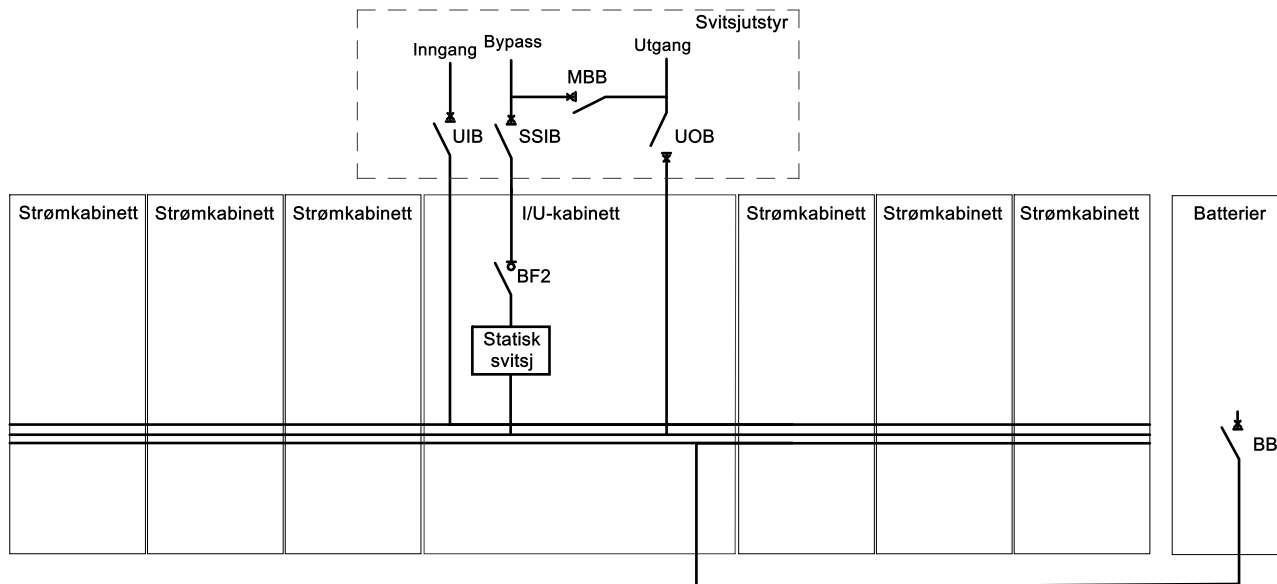 Svitsjutstyr
Inngang
Bypass
Utgang
MBB
UIB
SSIB
UOB
Strømkabinett
Strømkabinett
Strømkabinett
I/U-kabinett
Strømkabinett
Strømkabinett
Strømkabinett
Batterier
BF2
Statisk
svitsj
BB